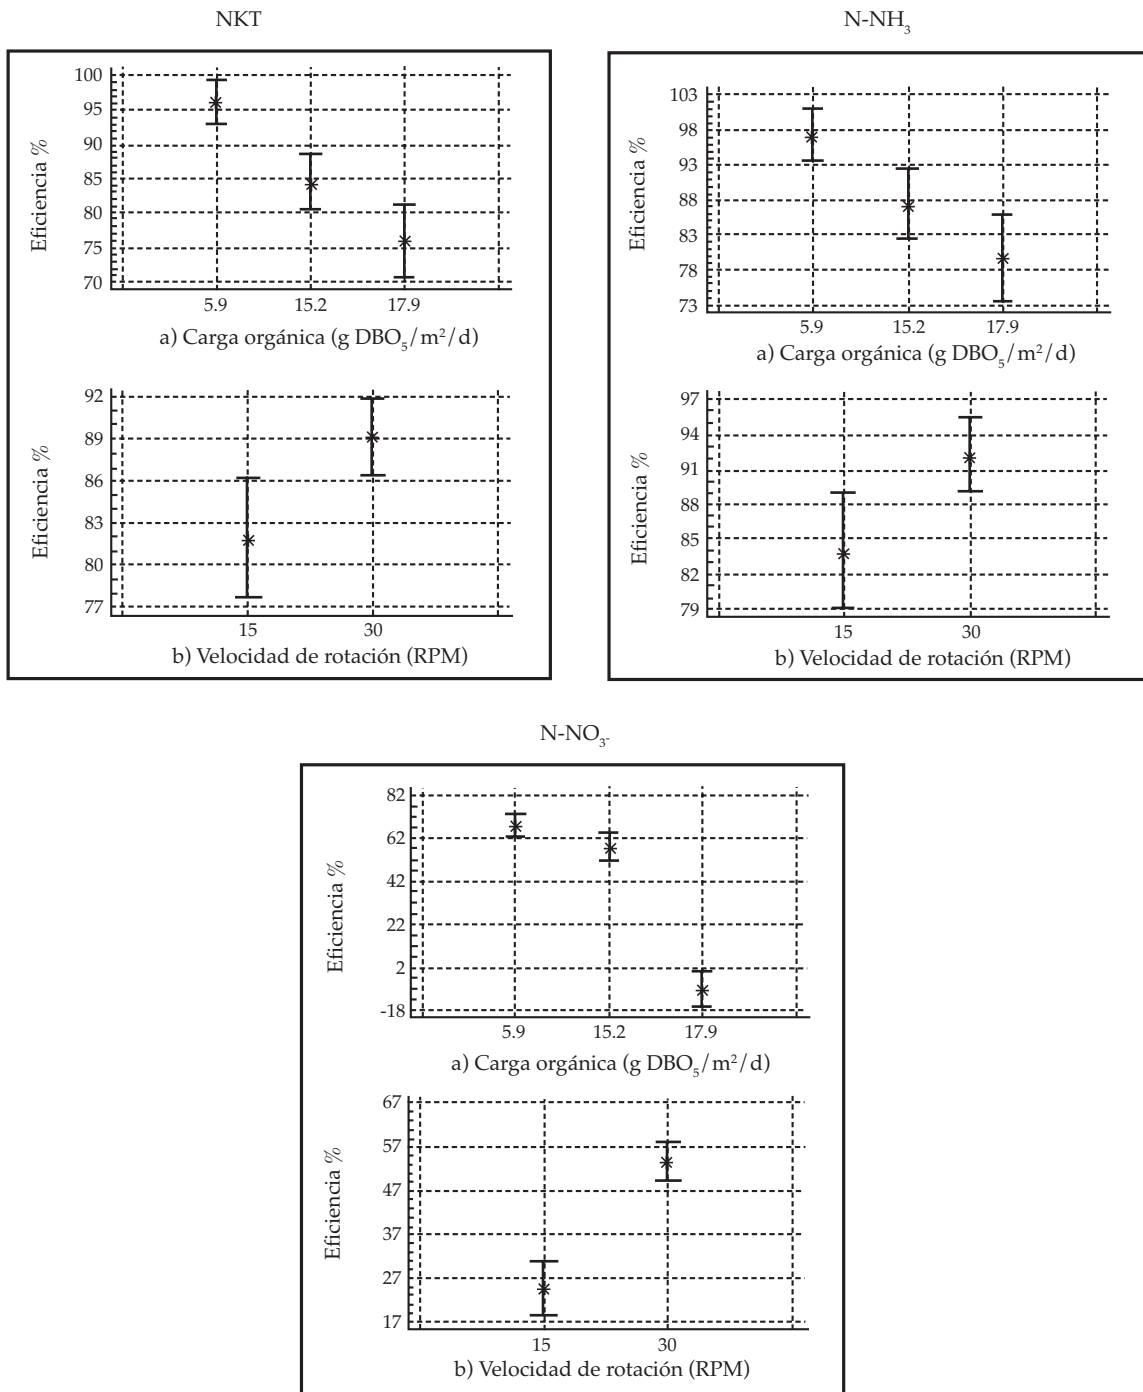 NKT
Eficiencia %
100
95
90
85
80
75
70
5.9 15.2 17.9
a) Carga orgánica (g DBO₅/m²/d)
Eficiencia %
92
89
86
83
80
77
15 30
b) Velocidad de rotación (RPM)
N-NH₃
Eficiencia %
103
98
93
88
83
78
73
5.9 15.2 17.9
a) Carga orgánica (g DBO₅/m²/d)
Eficiencia %
97
94
91
88
85
82
79
15 30
b) Velocidad de rotación (RPM)
N-NO₃-
Eficiencia %
82
62
42
22
2
-18
5.9 15.2 17.9
a) Carga orgánica (g DBO₅/m²/d)
Eficiencia %
67
57
47
37
27
17
15 30
b) Velocidad de rotación (RPM)